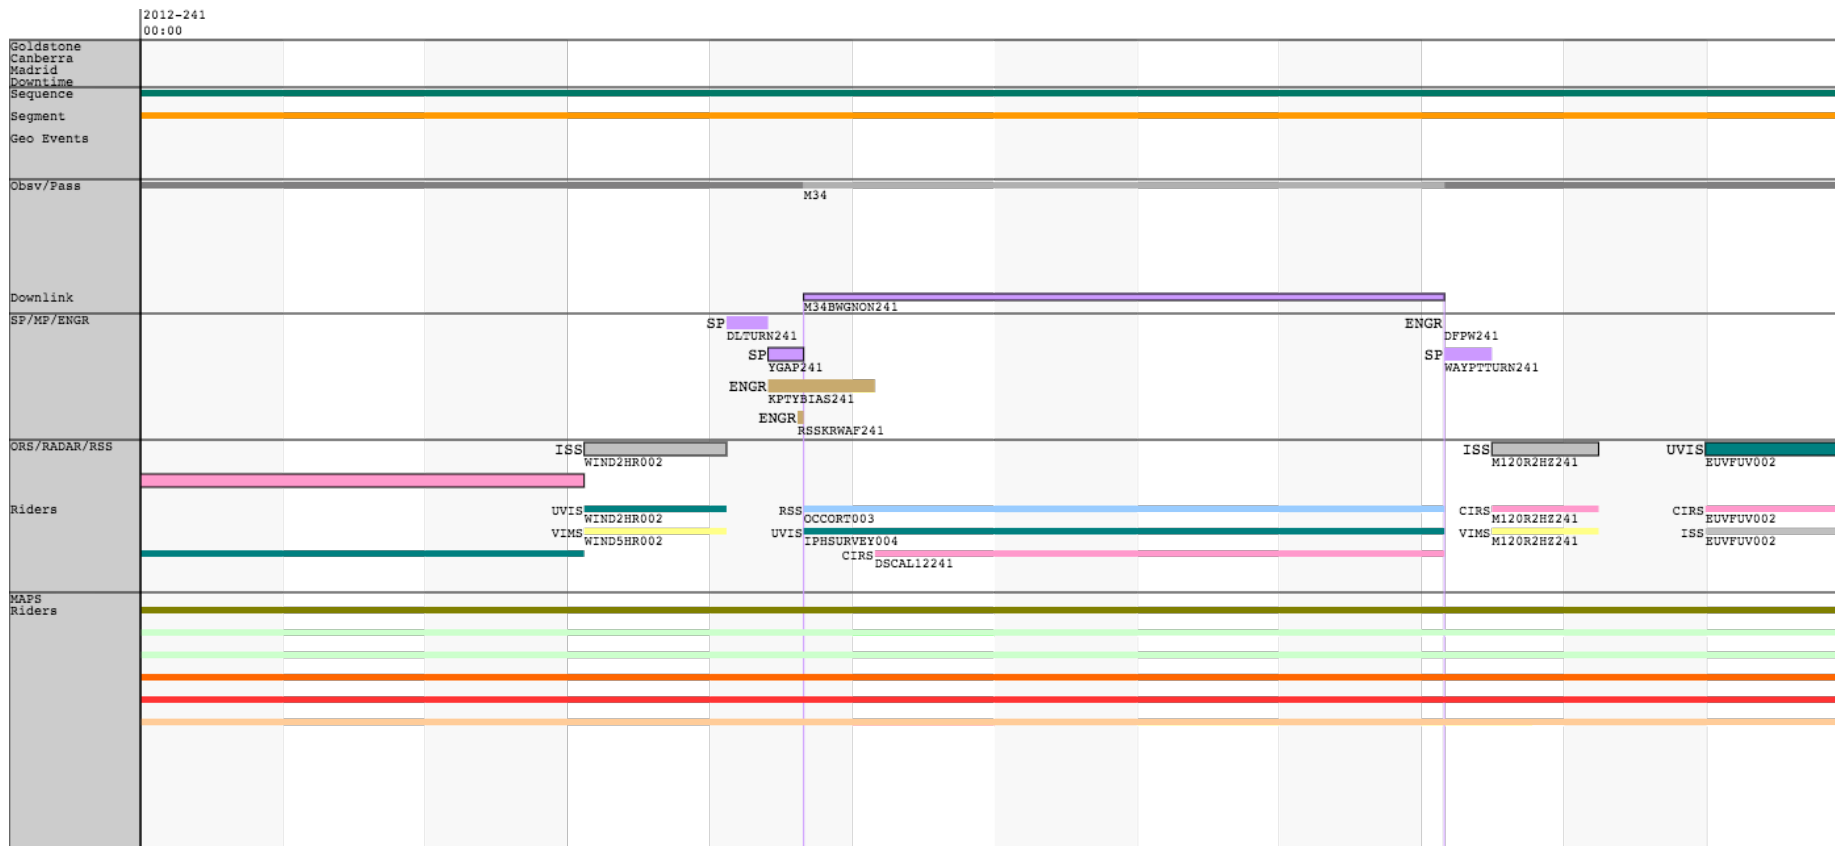 2012-241
00:00
Goldstone
Canberra
Madrid
Downtime
Sequence
Segment
Geo Events
Obsv/Pass
M34
Downlink
M34BWGNON241
SP/MP/ENGR
SP
DLTURN241
ENGR
DFPW241
SP
YGAP241
SP
WAYPTTURN241
ENGR
KPTYBIAS241
ENGR
RSSKRWAF241
ORS/RADAR/RSS
ISS
WIND2HR002
ISS
M120R2HZ241
UVIS
EUVFUV002
Riders
UVIS
WIND2HR002
RSS
OCCORT003
CIRS
M120R2HZ241
CIRS
EUVFUV002
VIMS
WIND5HR002
UVIS
IPHSURVEY004
VIMS
M120R2HZ241
ISS
EUVFUV002
CIRS
DSCAL12241
MAPS
Riders